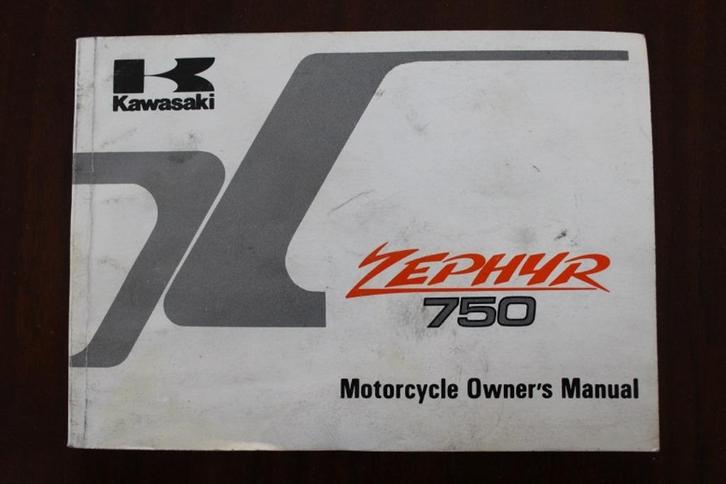 Kawasaki
ZEPHYR
750
Motorcycle Owner's Manual